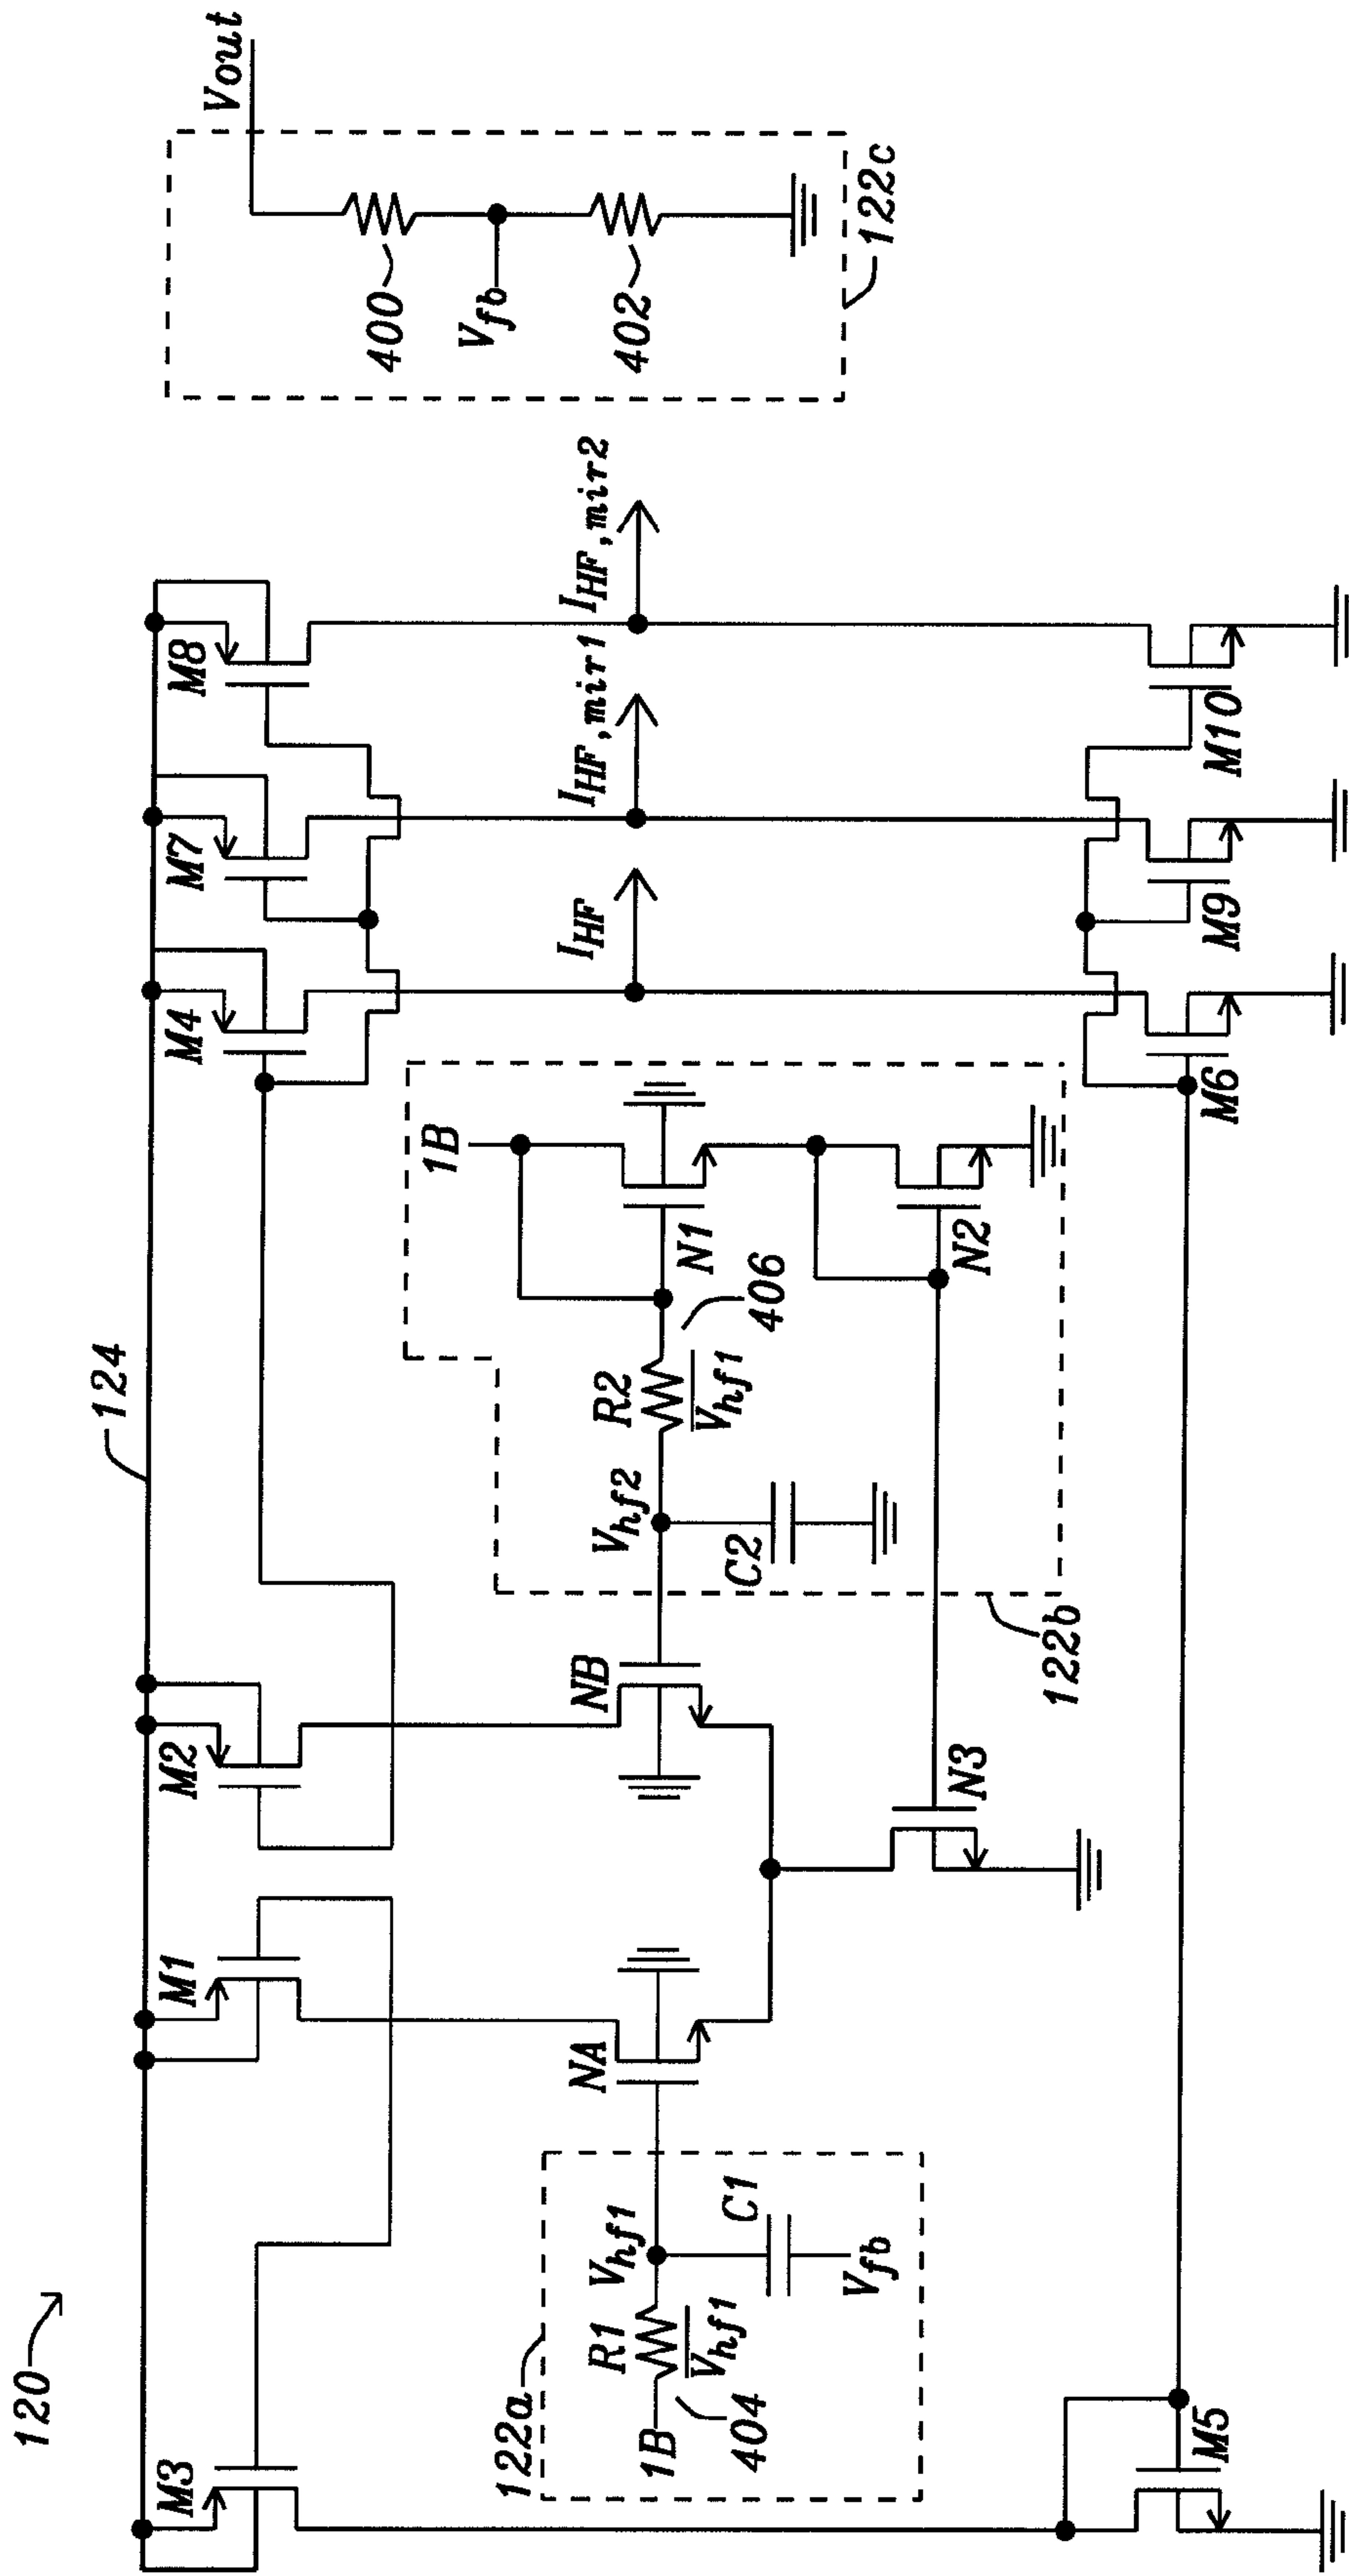 120
124
M3
M1
M2
M4
M7
M8
Vout
400
Vfb
402
122c
IHF
IHF,mir1
IHF,mir2
122a
1B
R1
Vhf1
Vhf1
404
C1
Vfb
NA
NB
Vhf2
R2
Vhf1
406
C2
1B
N1
N2
N3
122b
M5
M6
M9
M10